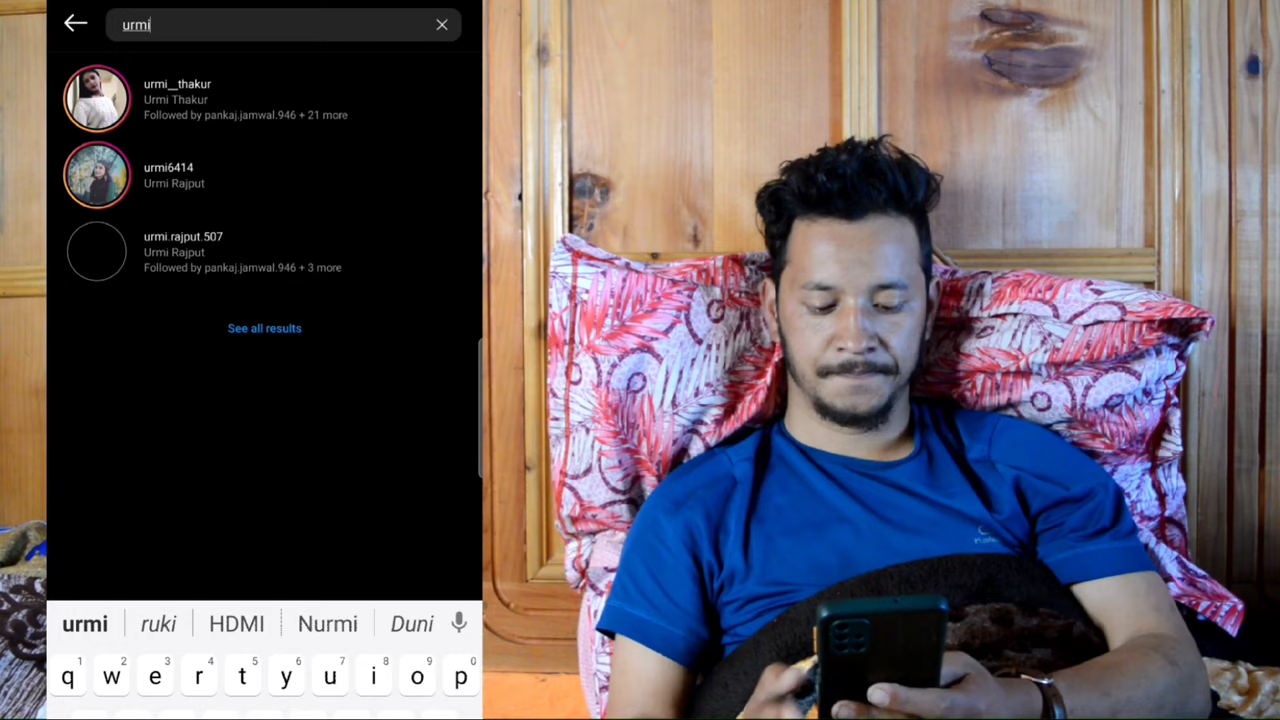 urmi
urmi__thakur
Urmi Thakur
Followed by pankaj.jamwal.946 + 21 more
urmi6414
Urmi Rajput
urmi.rajput.507
Urmi Rajput
Followed by pankaj.jamwal.946 + 3 more
See all results
urmi ruki HDMI Nurmi Duni
1 2 3 4 5 6 7 8 9 0
q w e r t y u i o p